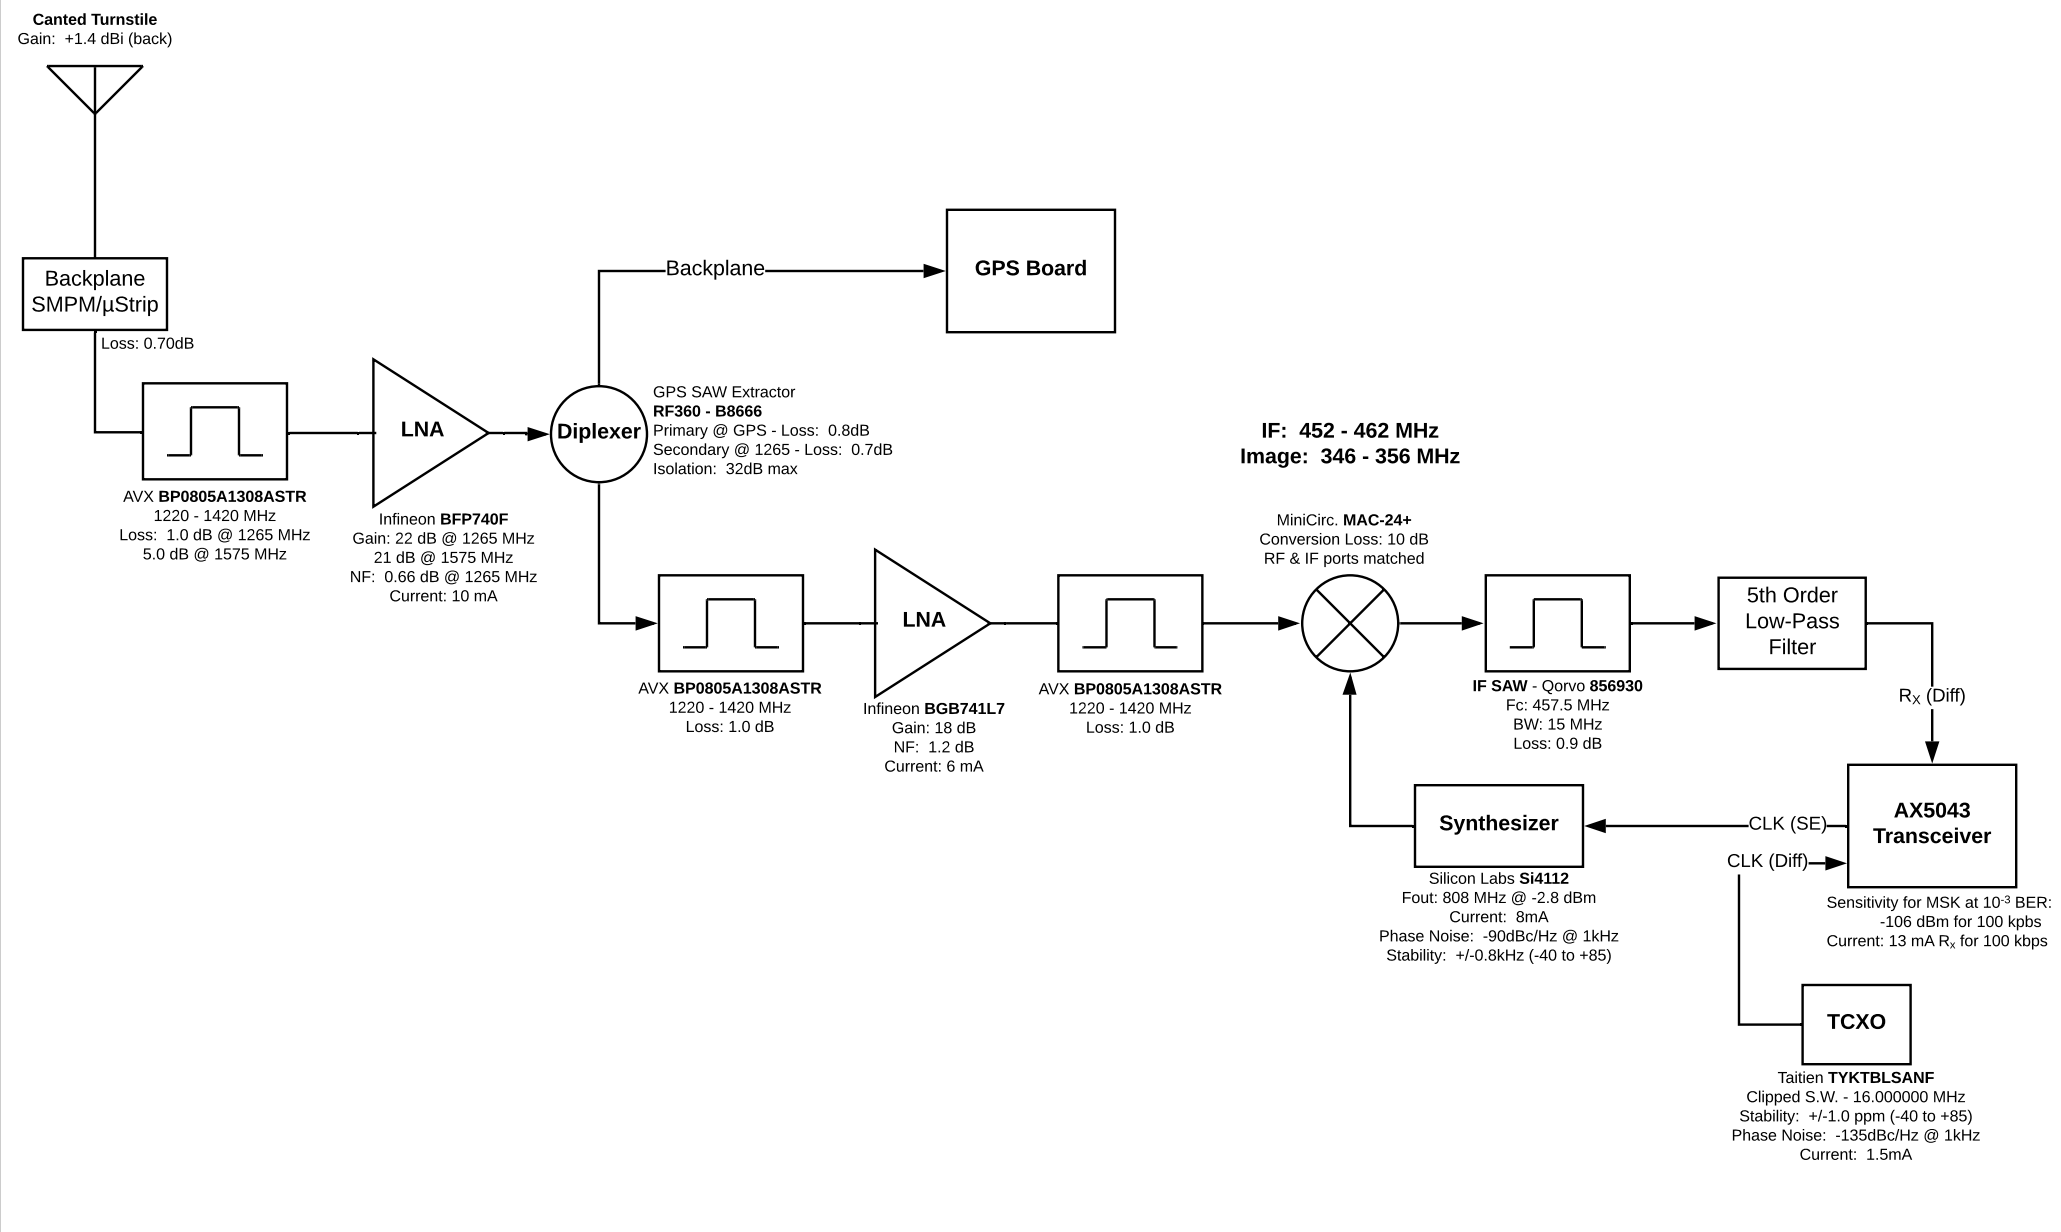 Canted Turnstile
Gain:  +1.4 dBi (back)
Backplane
SMPM/µStrip
Loss: 0.70dB
AVX BP0805A1308ASTR
1220 - 1420 MHz
Loss:  1.0 dB @ 1265 MHz
5.0 dB @ 1575 MHz
LNA
Infineon BFP740F
Gain: 22 dB @ 1265 MHz
21 dB @ 1575 MHz
NF:  0.66 dB @ 1265 MHz
Current: 10 mA
Diplexer
GPS SAW Extractor
RF360 - B8666
Primary @ GPS - Loss:  0.8dB
Secondary @ 1265 - Loss:  0.7dB
Isolation:  32dB max
Backplane
GPS Board
AVX BP0805A1308ASTR
1220 - 1420 MHz
Loss: 1.0 dB
LNA
Infineon BGB741L7
Gain: 18 dB
NF:  1.2 dB
Current: 6 mA
AVX BP0805A1308ASTR
1220 - 1420 MHz
Loss: 1.0 dB
IF:  452 - 462 MHz
Image:  346 - 356 MHz
MiniCirc. MAC-24+
Conversion Loss: 10 dB
RF & IF ports matched
IF SAW - Qorvo 856930
Fc: 457.5 MHz
BW: 15 MHz
Loss: 0.9 dB
5th Order
Low-Pass
Filter
RX (Diff)
AX5043
Transceiver
Sensitivity for MSK at 10-3 BER:
-106 dBm for 100 kpbs
Current: 13 mA Rx for 100 kbps
CLK (SE)
CLK (Diff)
Synthesizer
Silicon Labs Si4112
Fout: 808 MHz @ -2.8 dBm
Current:  8mA
Phase Noise:  -90dBc/Hz @ 1kHz
Stability:  +/-0.8kHz (-40 to +85)
TCXO
Taitien TYKTBLSANF
Clipped S.W. - 16.000000 MHz
Stability:  +/-1.0 ppm (-40 to +85)
Phase Noise:  -135dBc/Hz @ 1kHz
Current:  1.5mA